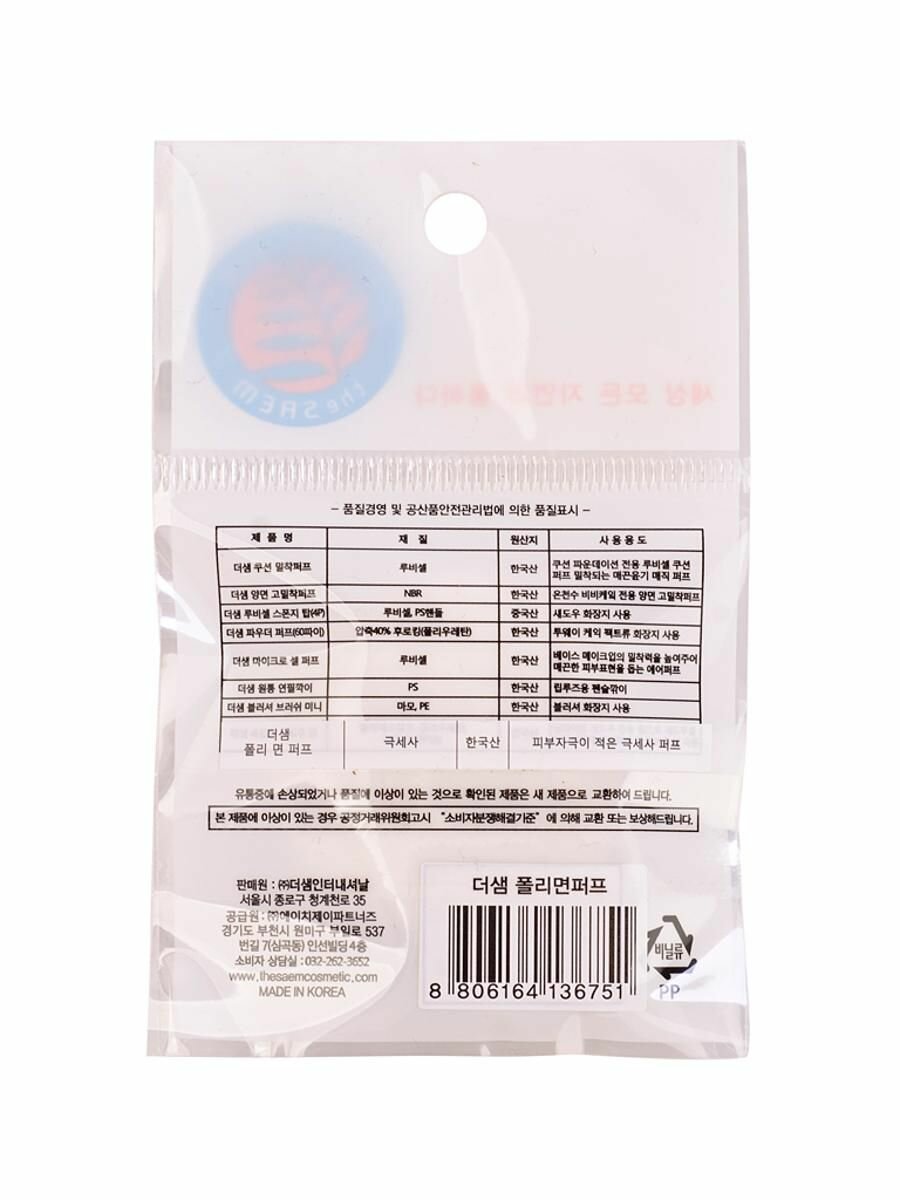 the SAEM
세상 모든 자연
- 품질경영 및 공산품안전관리법에 의한 품질표시 -
제 품 명 재 질 원산지 사 용 용 도
더샘 쿠션 밀착퍼프 루비셀 한국산 쿠션 파운데이션 전용 루비셀 쿠션
퍼프 밀착되는 매끈윤기 매직 퍼프
더샘 양면 고밀착퍼프 NBR 한국산 온천수 비비케익 전용 양면 고밀착퍼프
더샘 루비셀 스폰지 탑(4P) 루비셀, PS핸들 중국산 섀도우 화장지 사용
더샘 파우더 퍼프(60파이) 압축40% 후로킹(폴리우레탄) 한국산 투웨이 케익 팩트류 화장지 사용
더샘 마이크로 셀 퍼프 루비셀 한국산 베이스 메이크업의 밀착력을 높여주어
매끈한 피부표현을 돕는 에어퍼프
더샘 원통 연필깎이 PS 한국산 립루즈용 펜슬깎이
더샘 블러셔 브러쉬 미니 마모, PE 한국산 블러셔 화장지 사용
더샘
폴리 면 퍼프 극세사 한국산 피부자극이 적은 극세사 퍼프
유통중에 손상되었거나 품질에 이상이 있는 것으로 확인된 제품은 새 제품으로 교환하여 드립니다.
본 제품에 이상이 있는 경우 공정거래위원회고시 "소비자분쟁해결기준"에 의해 교환 또는 보상해드립니다.
판매원 : ㈜더샘인터내셔날
서울시 종로구 청계천로 35
공급원 : ㈜에이치제이파트너즈
경기도 부천시 원미구 부일로 537
번길 7(심곡동) 인선빌딩 4층
소비자 상담실 : 032-262-3652
www.thesaemcosmetic.com
MADE IN KOREA
더샘 폴리면퍼프
8 806164 136751
비닐류
PP